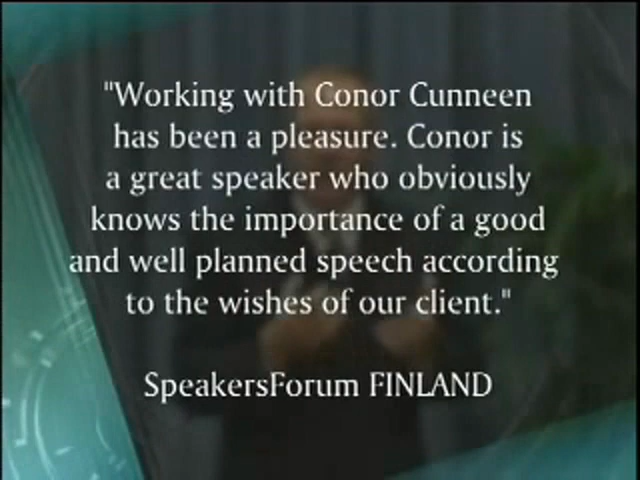 "Working with Conor Cunneen
has been a pleasure. Conor is
a great speaker who obviously
knows the importance of a good
and well planned speech according
to the wishes of our client."
SpeakersForum FINLAND